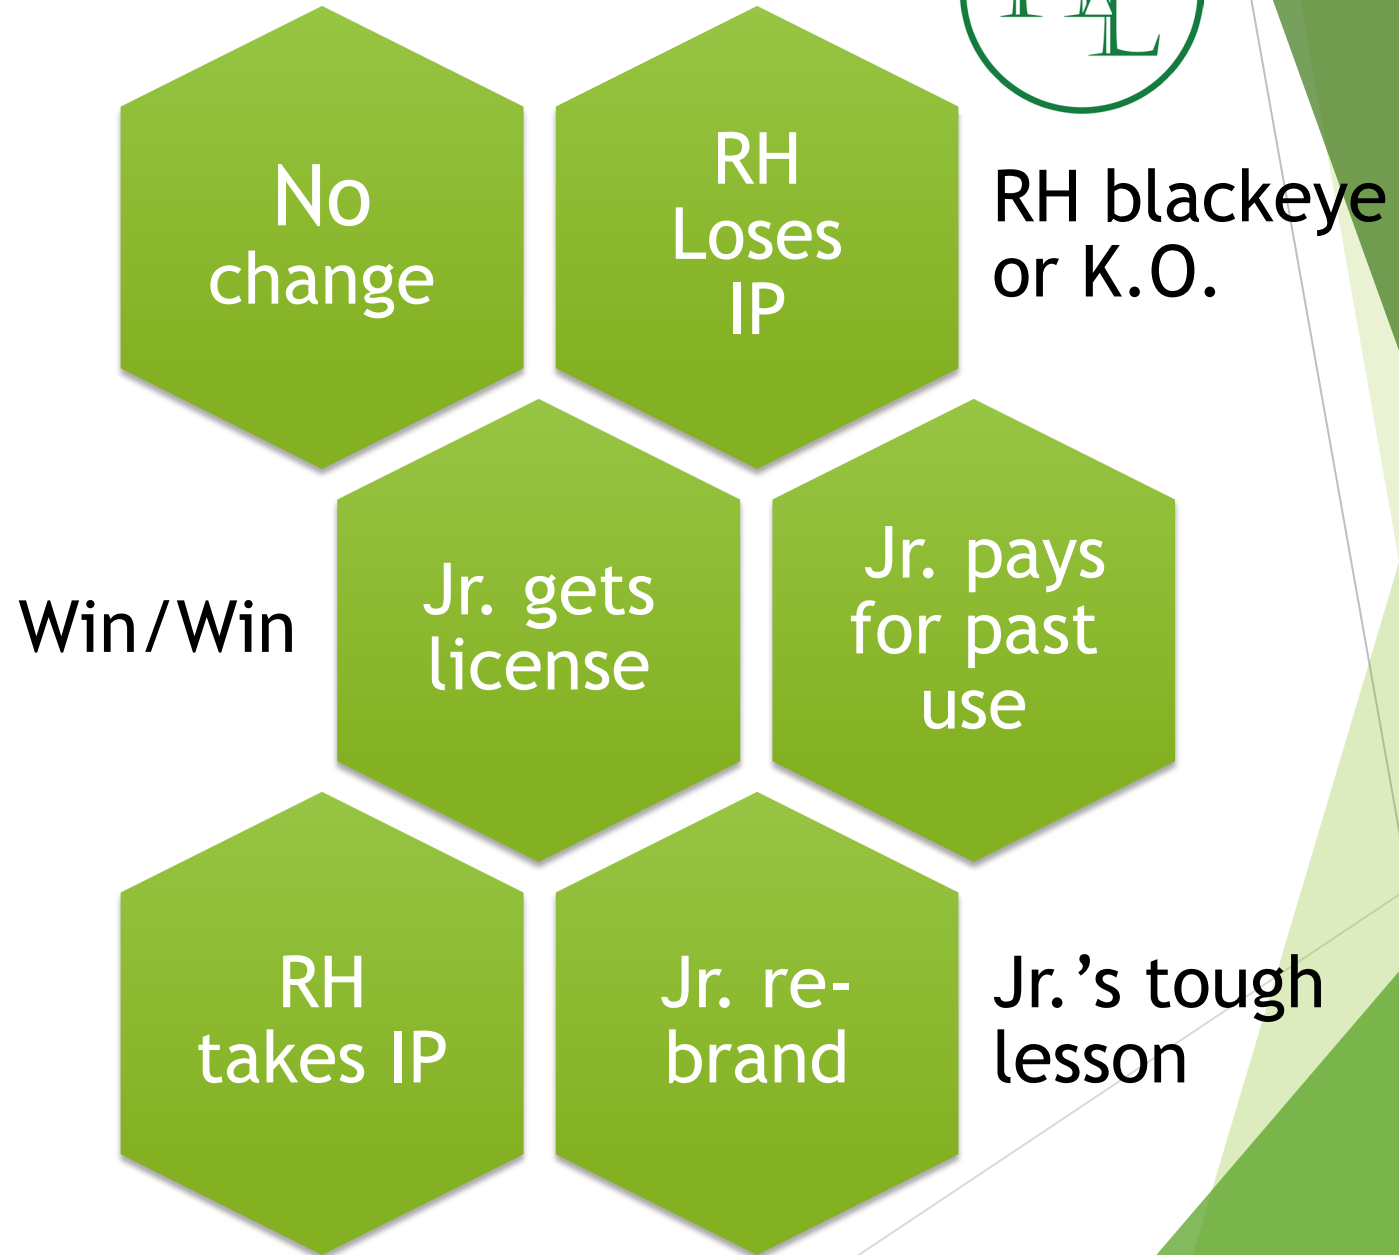 No
change
RH
Loses
IP
RH blackeye
or K.O.
Win/Win
Jr. gets
license
Jr. pays
for past
use
RH
takes IP
Jr. re-
brand
Jr.’s tough
lesson